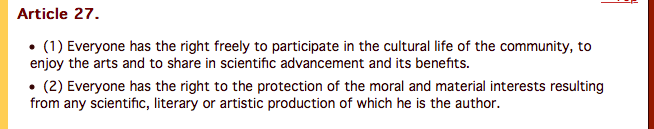 Article 27.
• (1) Everyone has the right freely to participate in the cultural life of the community, to
enjoy the arts and to share in scientific advancement and its benefits.
• (2) Everyone has the right to the protection of the moral and material interests resulting
from any scientific, literary or artistic production of which he is the author.